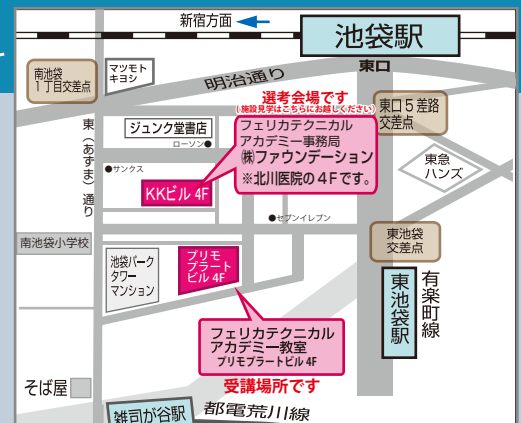 新宿方面
池袋駅
東口
マツモト
キヨシ
南池袋
1丁目交差点
明治通り
選考会場です
（施設見学はこちらにお越しください）
東口5差路
交差点
ジュンク堂書店
ローソン
フェリカテクニカル
アカデミー事務局
㈱ファウンデーション
※北川医院の4Fです。
東（あずま）通り
サンクス
KKビル 4F
東急
ハンズ
セブンイレブン
南池袋小学校
東池袋
交差点
池袋パーク
タワー
マンション
プリモ
プラート
ビル 4F
東池袋駅
有楽町線
フェリカテクニカル
アカデミー教室
プリモプラートビル 4F
受講場所です
そば屋
雑司が谷駅
都電荒川線